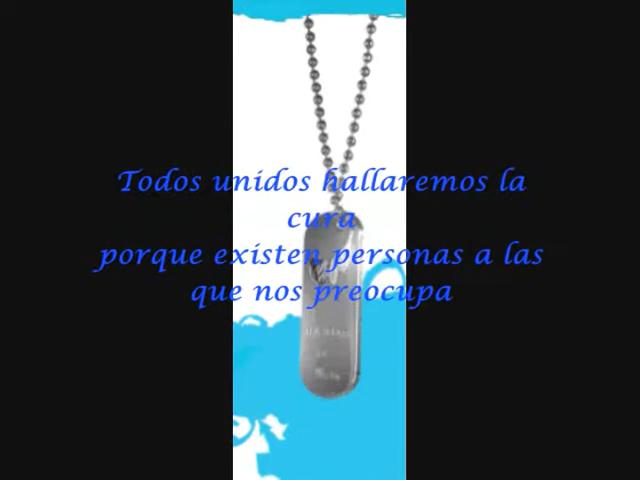 Todos unidos hallaremos la
cura
porque existen personas a las
que nos preocupa